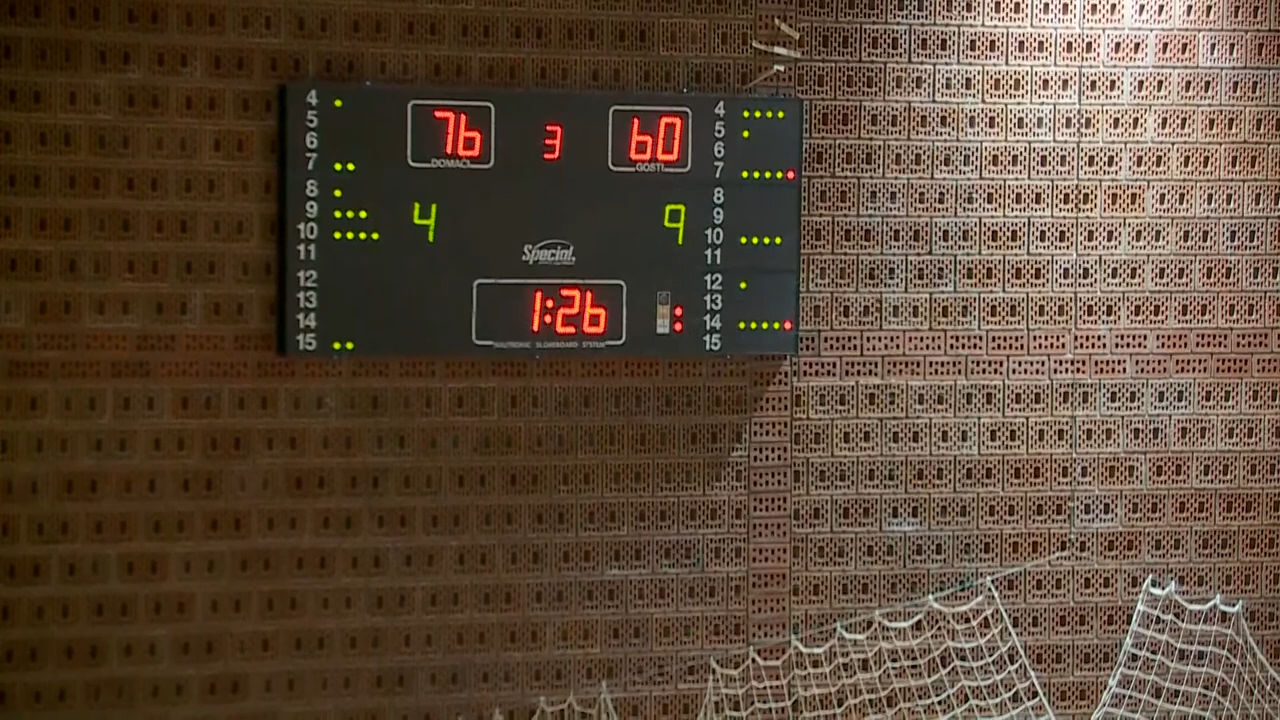 4 76 3 60 4
5 DOMAČI GOSTI 5
6 6
7 7
8 8
9 4 9 9
10 10
11 Special. 11
12 12
13 1:26 13
14 14
15 15